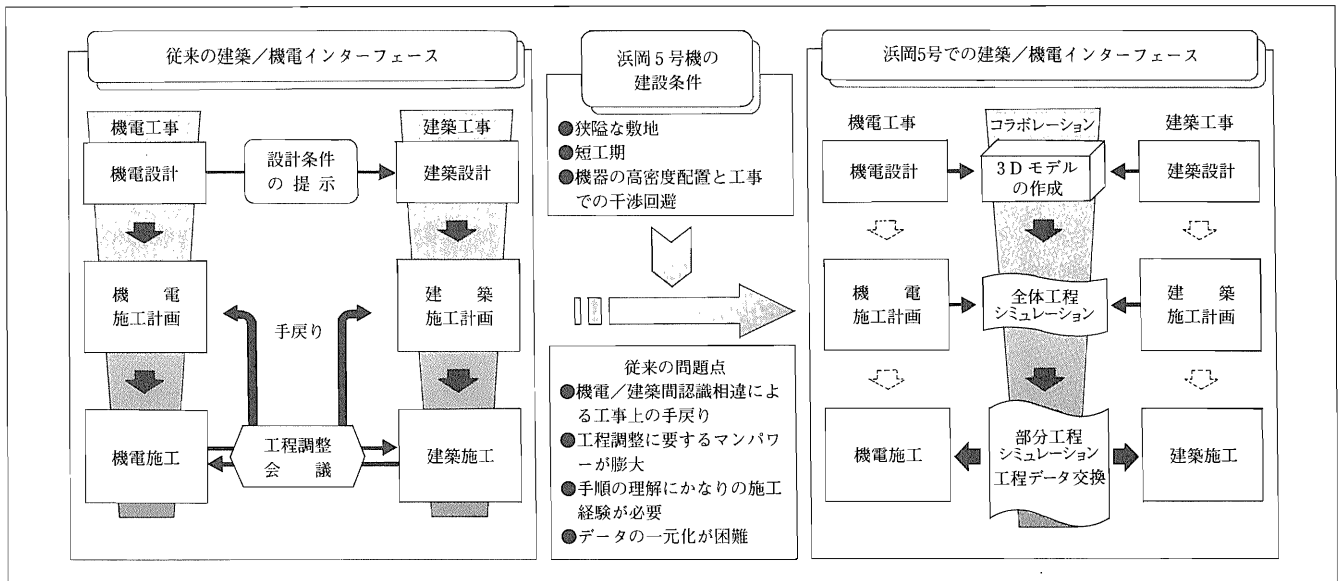 従来の建築／機電インターフェース
機電工事
建築工事
機電設計
設計条件
の提示
建築設計
機電
施工計画
手戻り
建築
施工計画
機電施工
工程調整
会議
建築施工
浜岡5号機の
建設条件
●狭隘な敷地
●短工期
●機器の高密度配置と工事
での干渉回避
従来の問題点
●機電／建築間認識相違によ
る工事上の手戻り
●工程調整に要するマンパワ
ーが膨大
●手順の理解にかなりの施工
経験が必要
●データの一元化が困難
浜岡5号での建築／機電インターフェース
機電工事
コラボレーション
建築工事
機電設計
3Dモデル
の作成
建築設計
機電
施工計画
全体工程
シミュレーション
建築
施工計画
機電施工
部分工程
シミュレーション
工程データ交換
建築施工